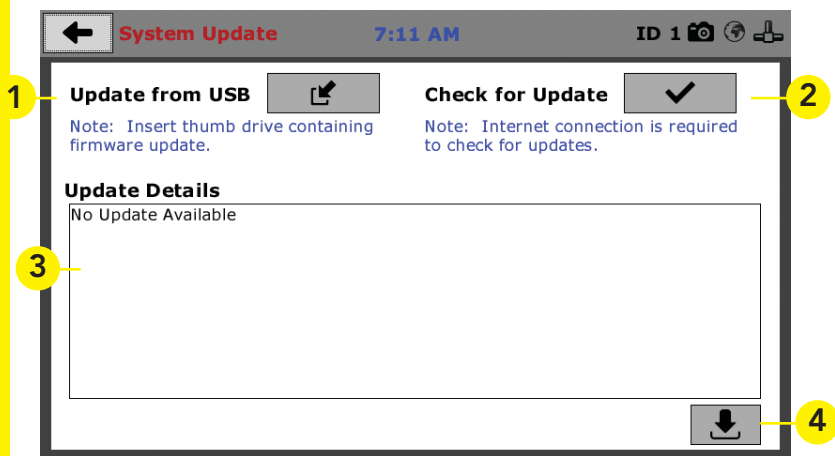 System Update 7:11 AM ID 1
1 Update from USB Check for Update 2
Note: Insert thumb drive containing
firmware update.
Note: Internet connection is required
to check for updates.
Update Details
No Update Available
3
4